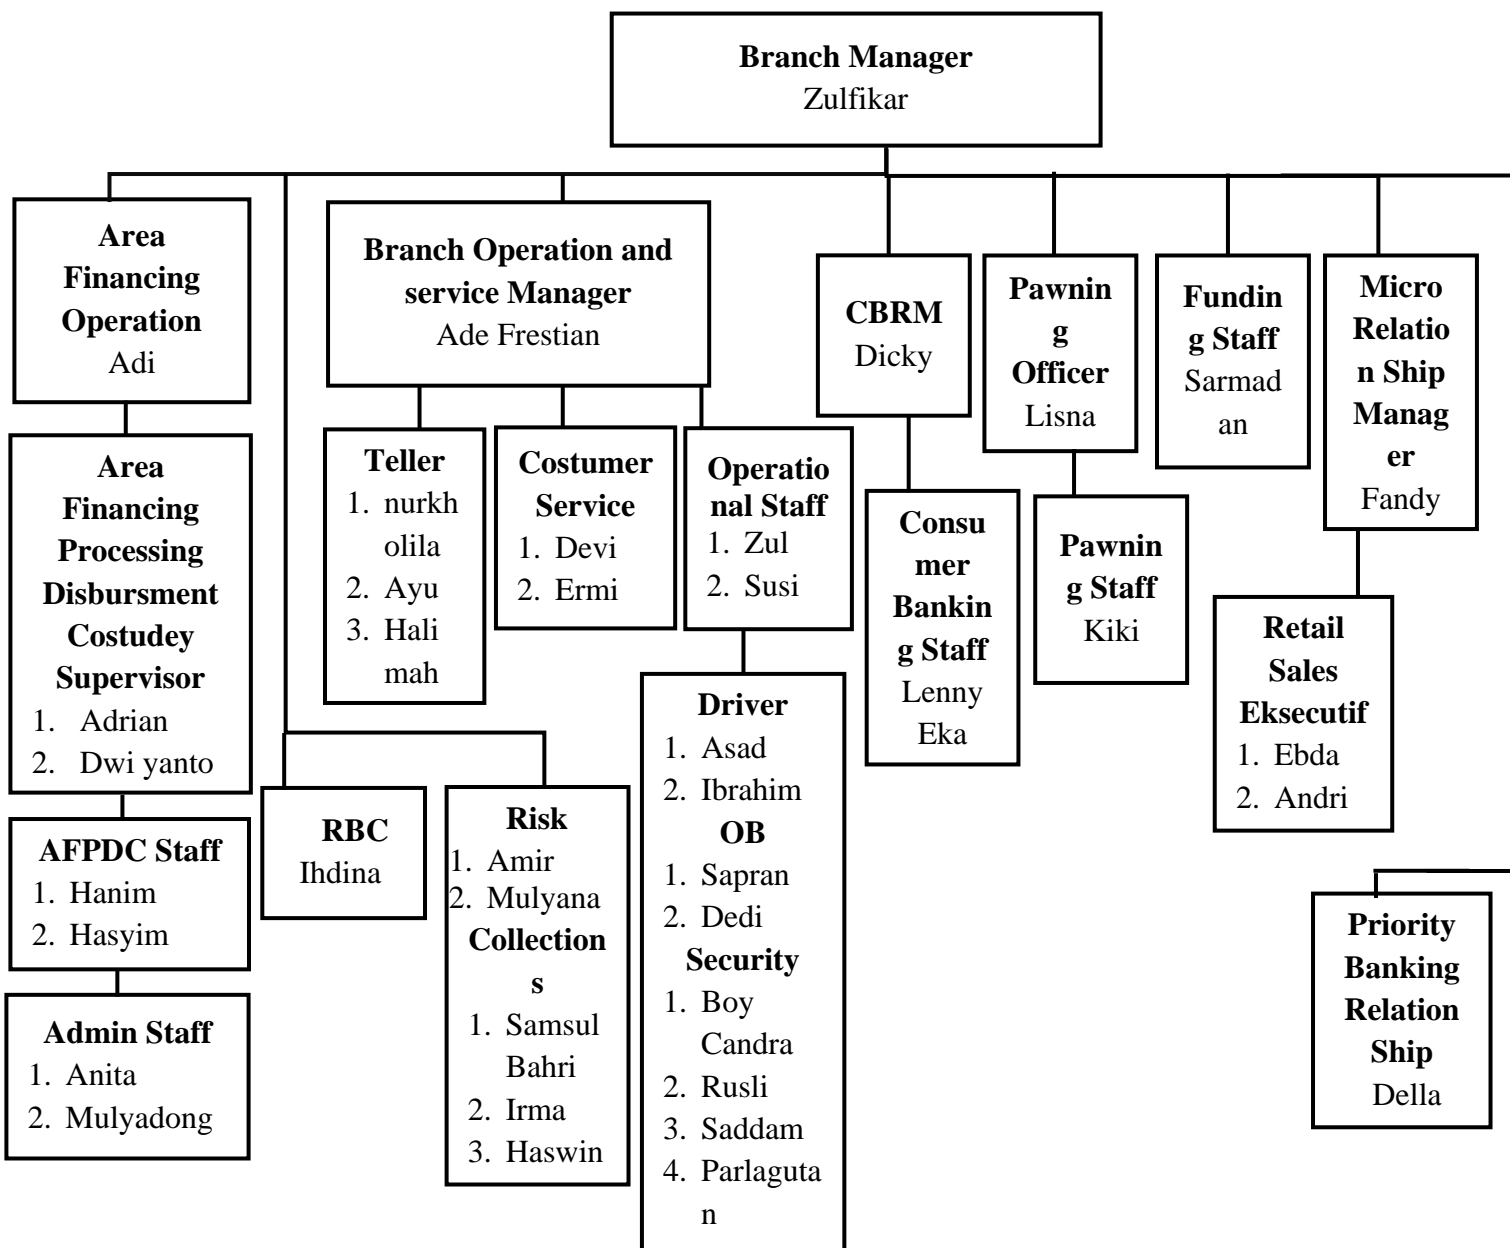 Branch Manager
Zulfikar
Area
Financing
Operation
Adi
Branch Operation and
service Manager
Ade Frestian
CBRM
Dicky
Pawnin
g
Officer
Lisna
Fundin
g Staff
Sarmad
an
Micro
Relatio
n Ship
Manag
er
Fandy
Area
Financing
Processing
Disbursment
Costudey
Supervisor
1. Adrian
2. Dwi yanto
Teller
1. nurkh
olila
2. Ayu
3. Hali
mah
Costumer
Service
1. Devi
2. Ermi
Operatio
nal Staff
1. Zul
2. Susi
Consu
mer
Bankin
g Staff
Lenny
Eka
Pawnin
g Staff
Kiki
Retail
Sales
Eksecutif
1. Ebda
2. Andri
AFPDC Staff
1. Hanim
2. Hasyim
RBC
Ihdina
Risk
1. Amir
2. Mulyana
Collection
s
1. Samsul
Bahri
2. Irma
3. Haswin
Driver
1. Asad
2. Ibrahim
OB
1. Sapran
2. Dedi
Security
1. Boy
Candra
2. Rusli
3. Saddam
4. Parlaguta
n
Priority
Banking
Relation
Ship
Della
Admin Staff
1. Anita
2. Mulyadong